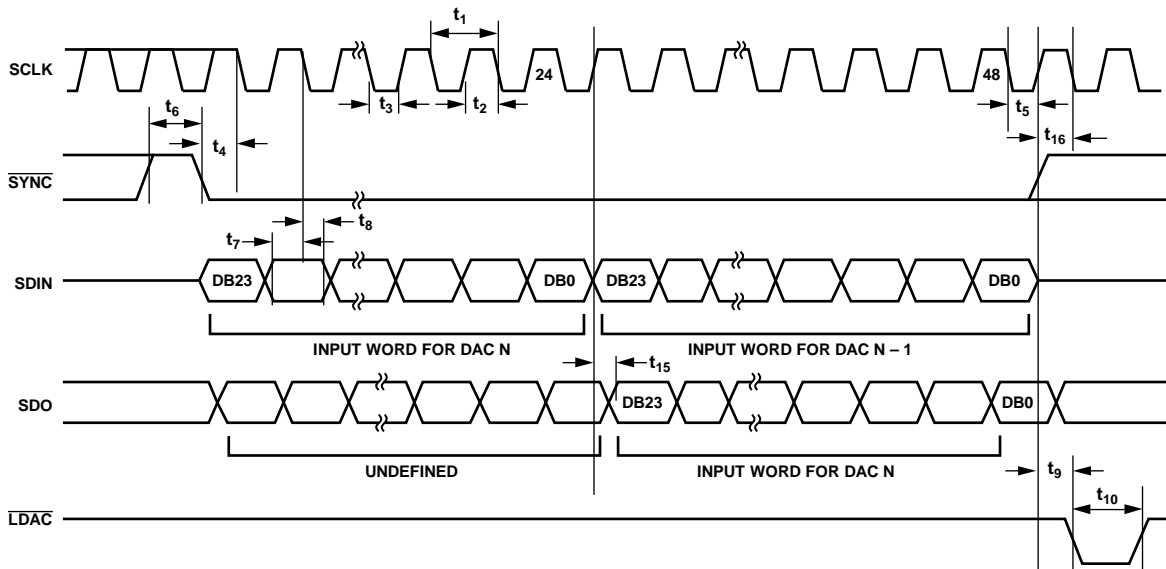 t1
SCLK
24
48
t3
t2
t5
t6
t4
t16
SYNC
t8
t7
SDIN
DB23
DB0
DB23
DB0
INPUT WORD FOR DAC N
INPUT WORD FOR DAC N – 1
t15
SDO
DB23
DB0
UNDEFINED
INPUT WORD FOR DAC N
t9
t10
LDAC